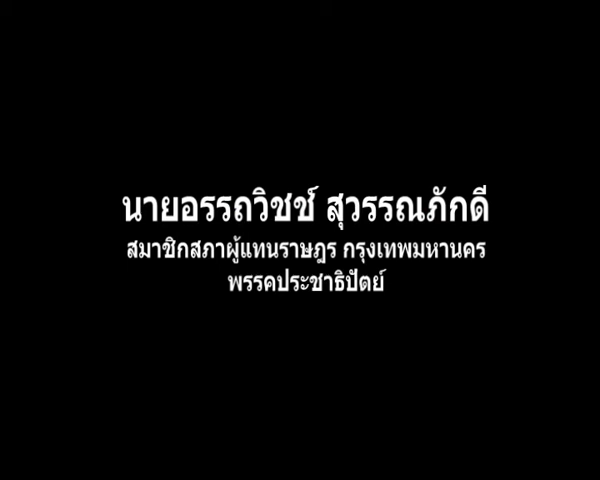 นายอรรถวิชช์ สุวรรณภักดี
สมาชิกสภาผู้แทนราษฎร กรุงเทพมหานคร
พรรคประชาธิปัตย์